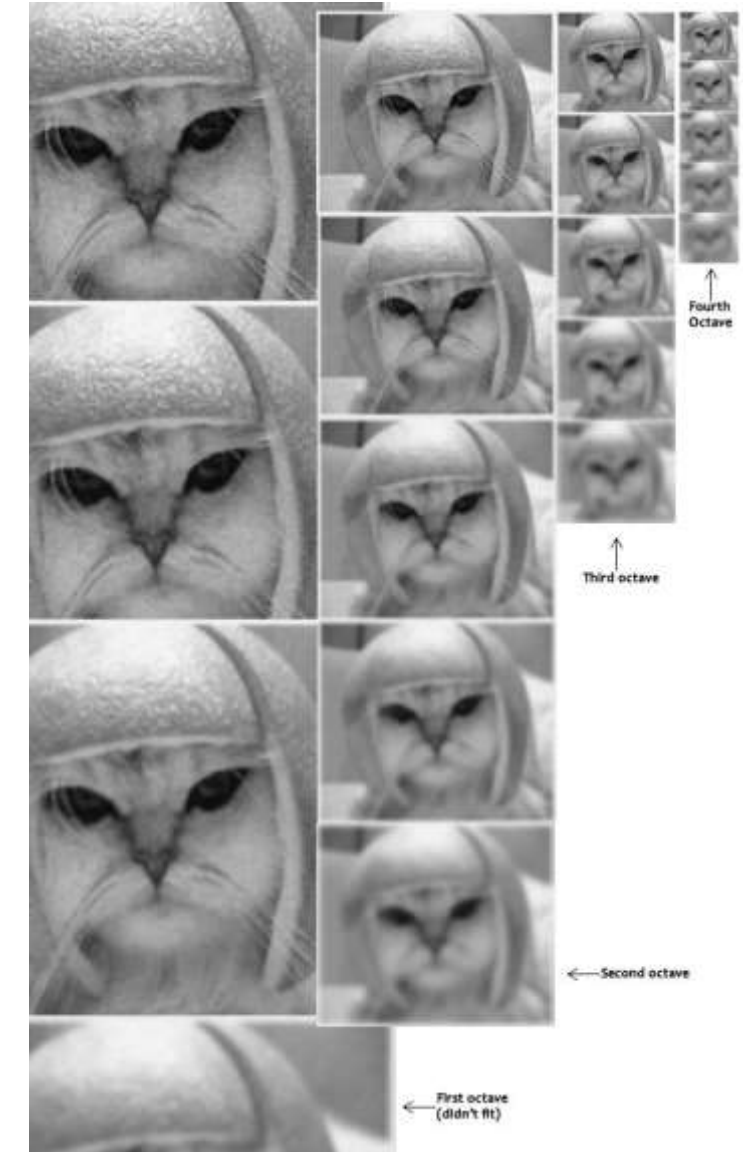 Fourth
Octave
Third octave
Second octave
First octave
(didn't fit)